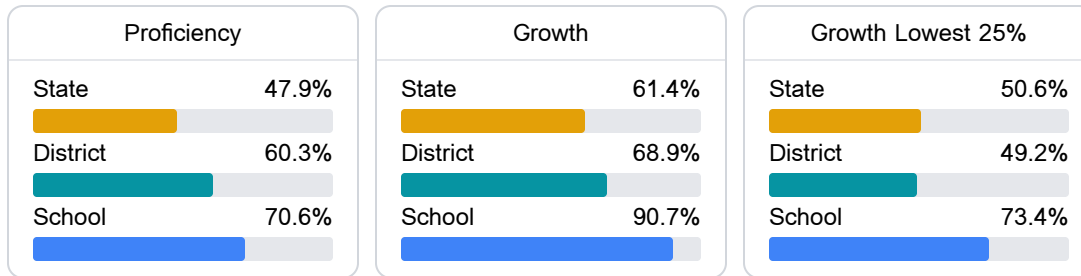 Proficiency
State 47.9%
District 60.3%
School 70.6%
Growth
State 61.4%
District 68.9%
School 90.7%
Growth Lowest 25%
State 50.6%
District 49.2%
School 73.4%